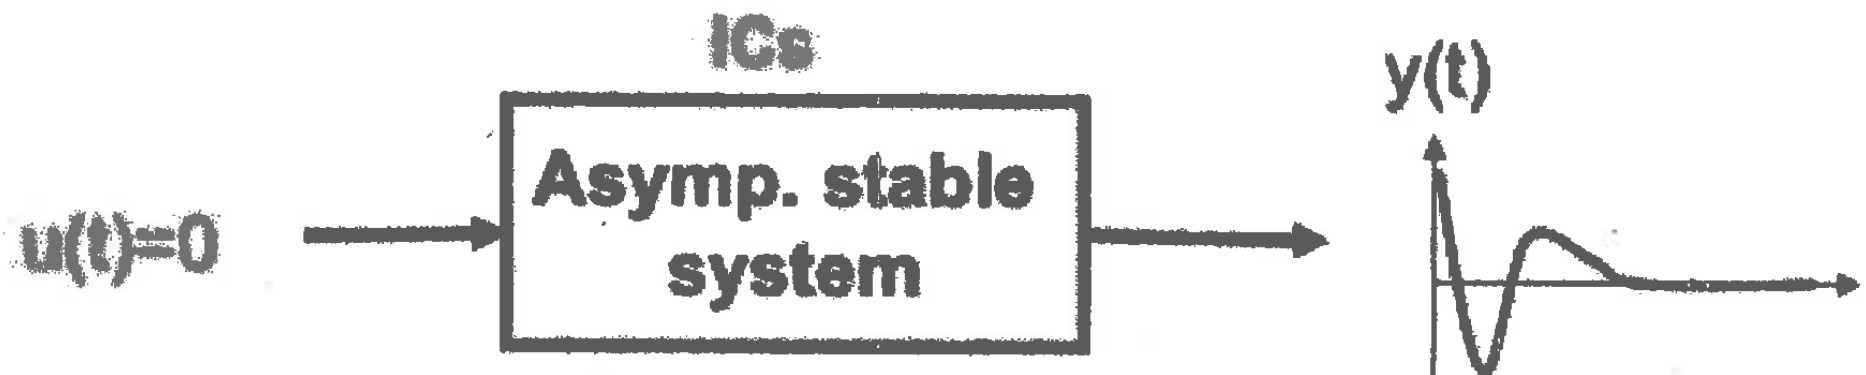 ICs
y(t)
Asymp. stable
system
u(t)=0